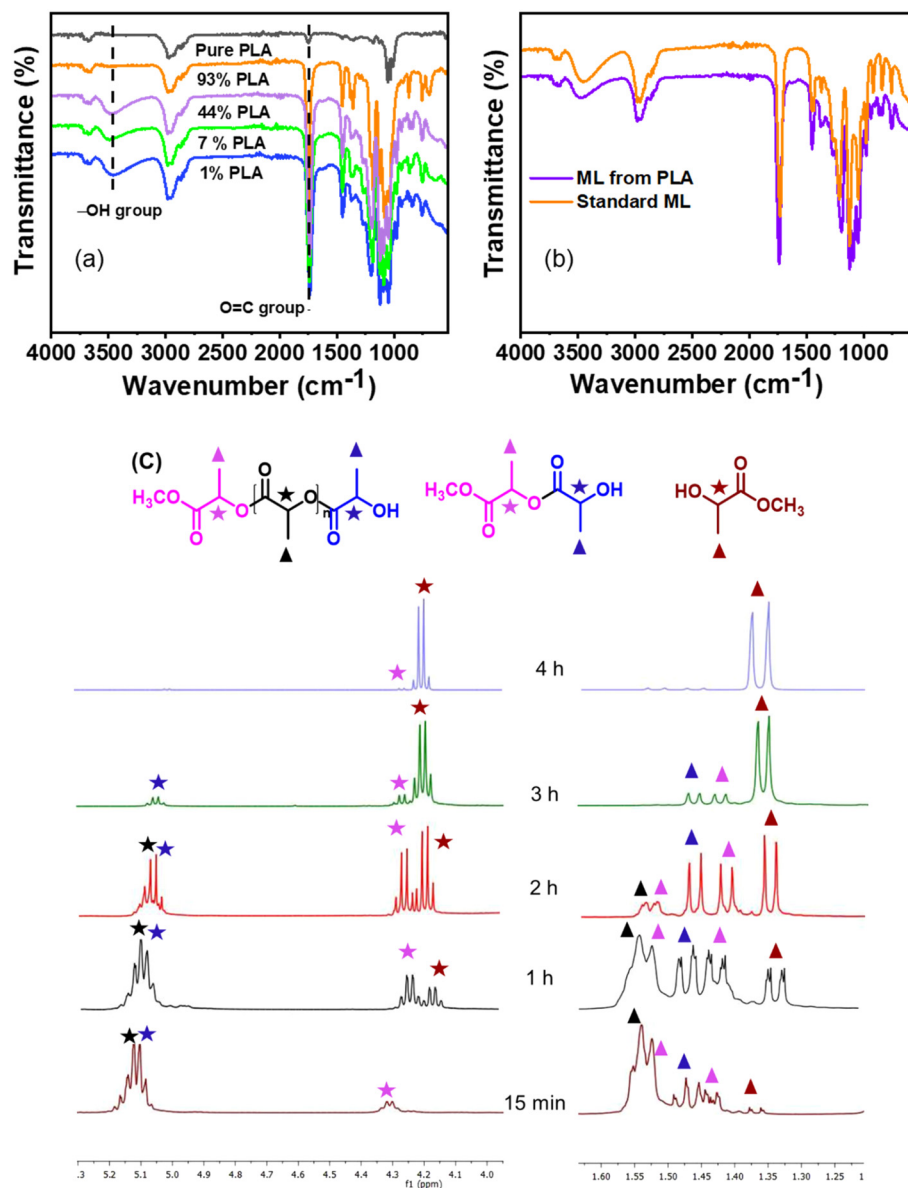 Pure PLA
93% PLA
44% PLA
7 % PLA
1% PLA
–OH group
(a)
O=C group
Transmittance (%)
4000 3500 3000 2500 2000 1500 1000
Wavenumber (cm-1)
ML from PLA
Standard ML
(b)
Transmittance (%)
4000 3500 3000 2500 2000 1500 1000
Wavenumber (cm-1)
(C)
H3CO O O O O n O OH
H3CO O O O OH
HO O OCH3
4 h
3 h
2 h
1 h
15 min
.3 5.2 5.1 5.0 4.9 4.8 4.7 4.6 4.5 4.4 4.3 4.2 4.1 4.0
f1 (ppm)
1.60 1.55 1.50 1.45 1.40 1.35 1.30 1.25